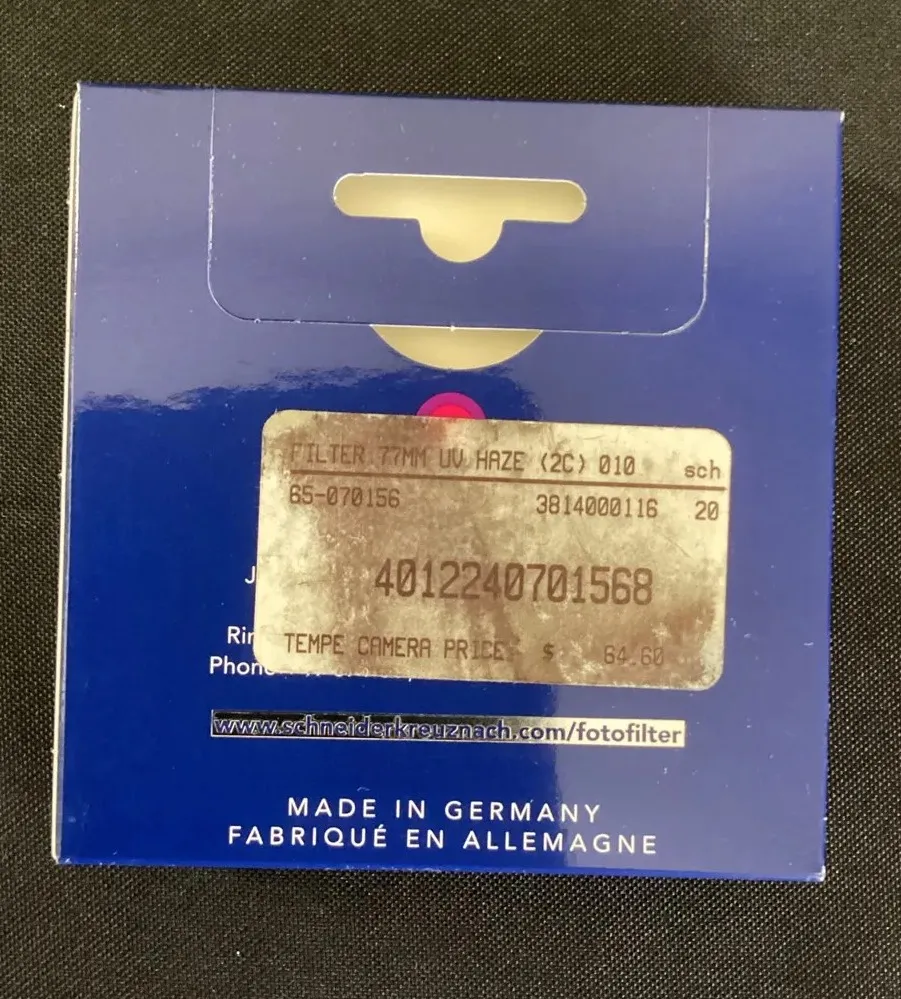 FILTER 77MM UV HAZE (2C) 010 sch
65-070156 3814000116 20
4012240701568
TEMPE CAMERA PRICE $ 64.60
www.schneiderkreuznach.com/fotofilter
MADE IN GERMANY
FABRIQUÉ EN ALLEMAGNE